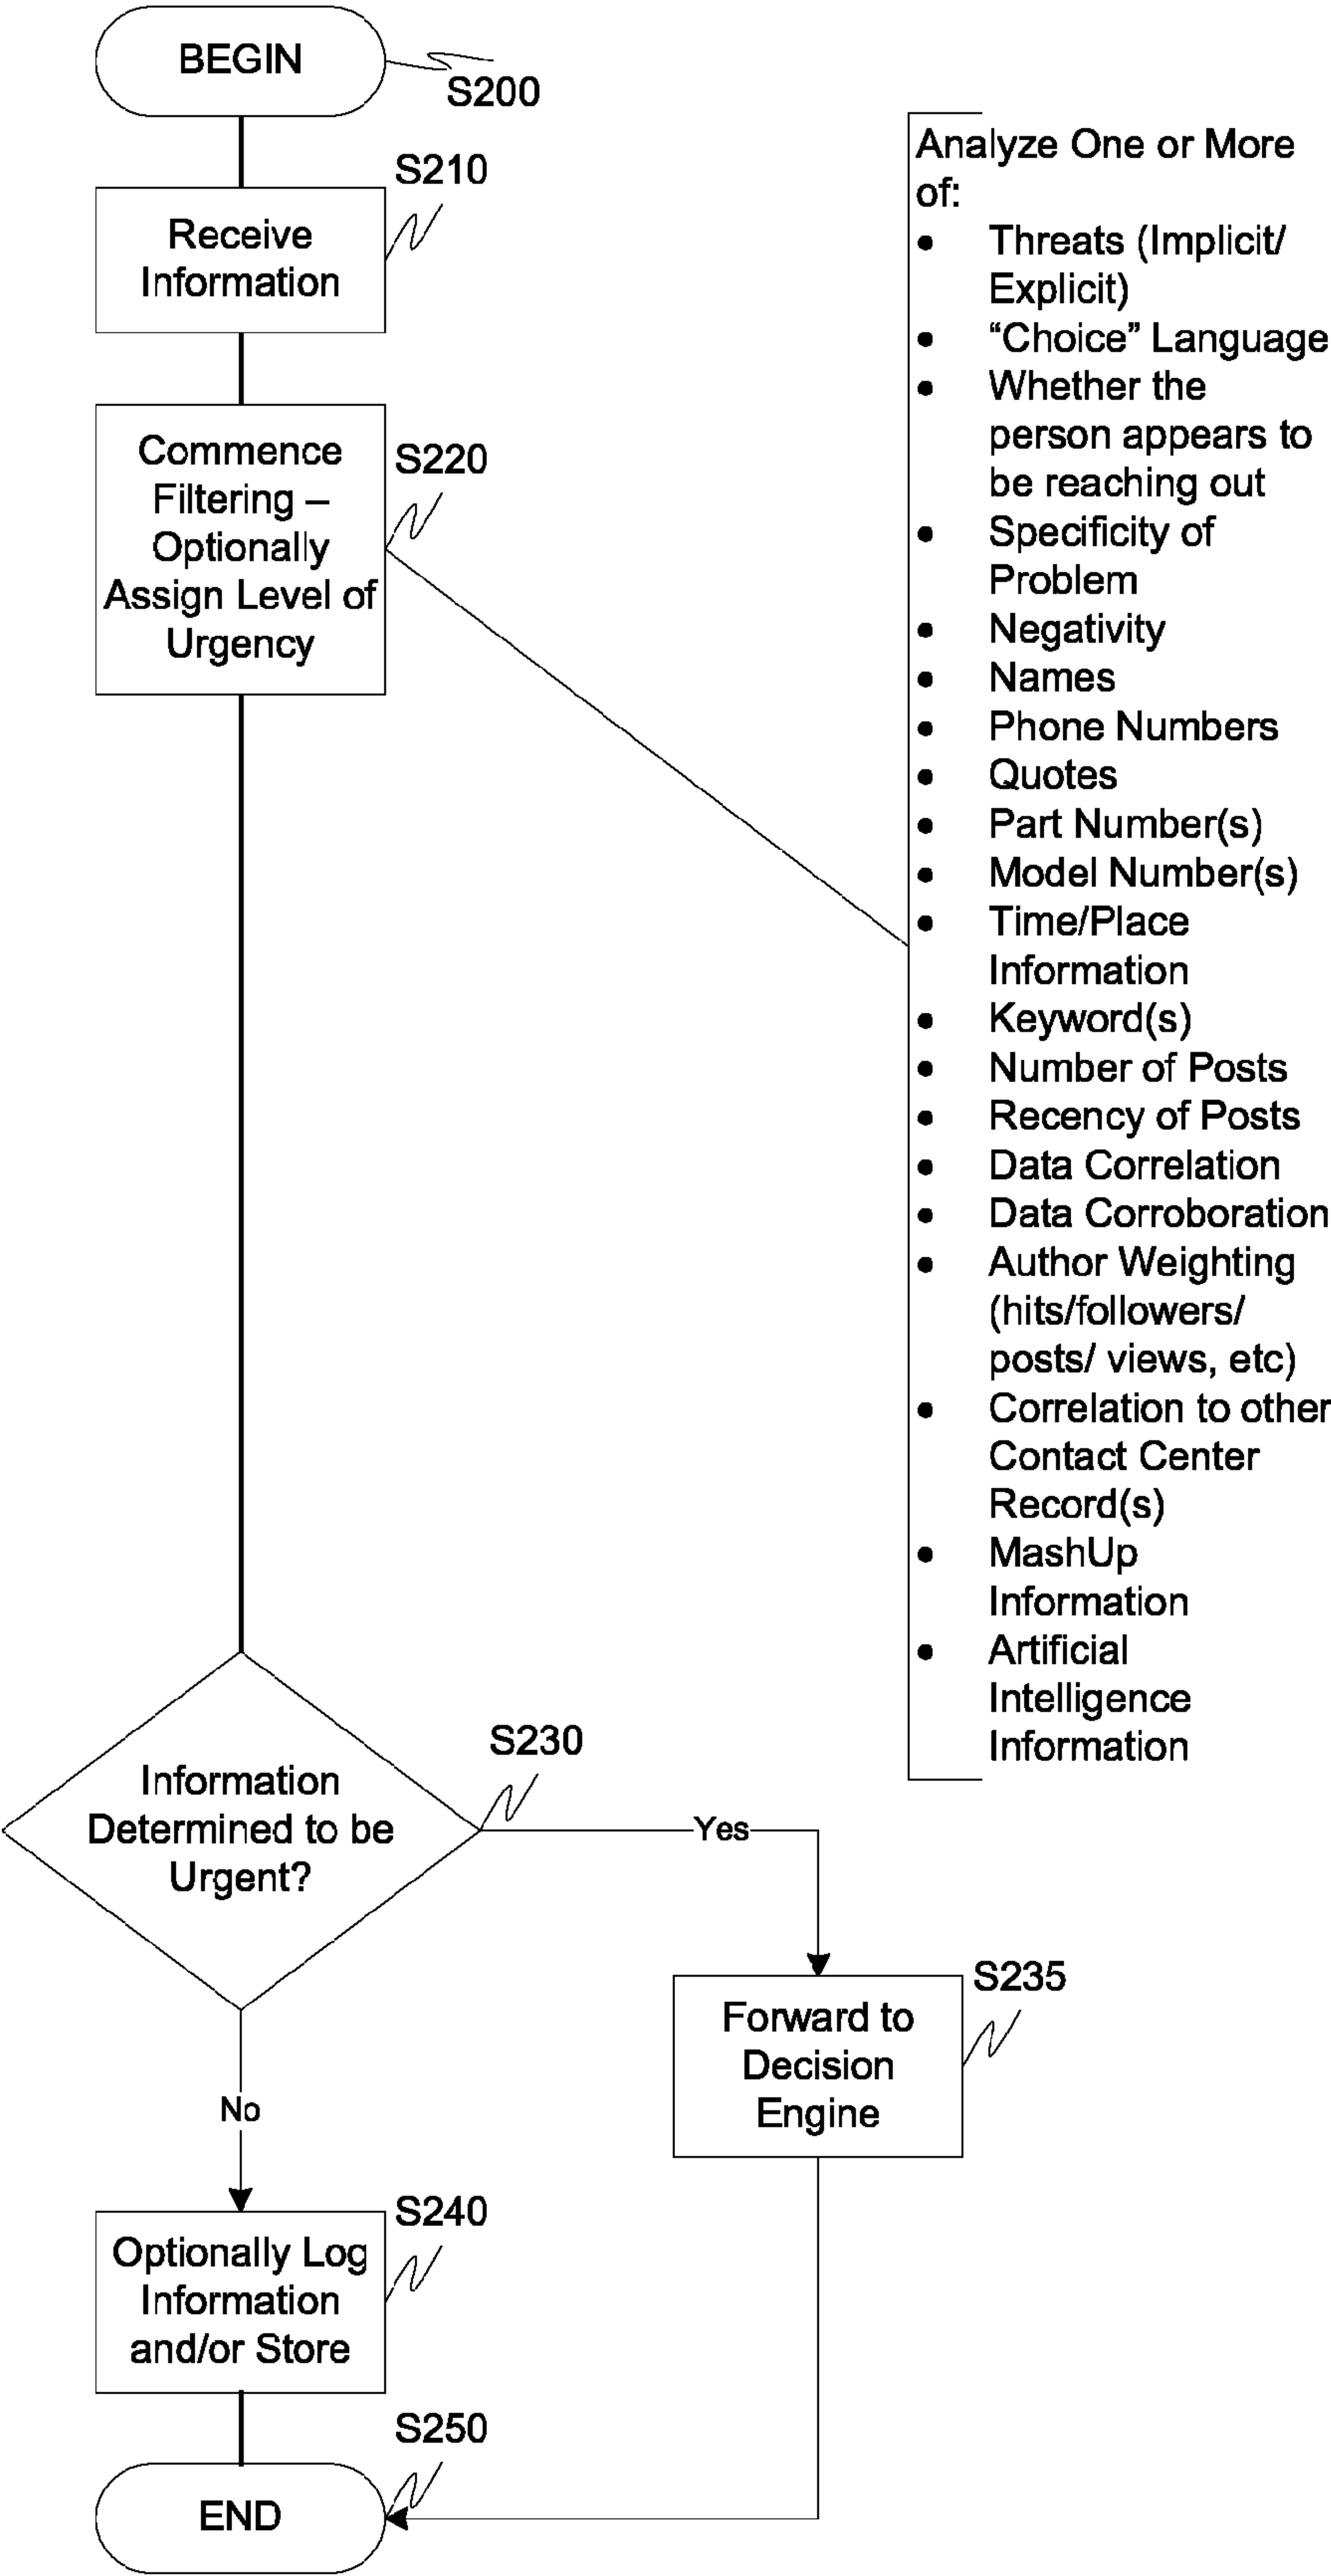 BEGIN
S200
S210
Receive
Information
S220
Commence
Filtering –
Optionally
Assign Level of
Urgency
Analyze One or More
of:
• Threats (Implicit/
Explicit)
• “Choice” Language
• Whether the
person appears to
be reaching out
• Specificity of
Problem
• Negativity
• Names
• Phone Numbers
• Quotes
• Part Number(s)
• Model Number(s)
• Time/Place
Information
• Keyword(s)
• Number of Posts
• Recency of Posts
• Data Correlation
• Data Corroboration
• Author Weighting
(hits/followers/
posts/ views, etc)
• Correlation to other
Contact Center
Record(s)
• MashUp
Information
• Artificial
Intelligence
Information
S230
Information
Determined to be
Urgent?
Yes
S235
Forward to
Decision
Engine
No
S240
Optionally Log
Information
and/or Store
S250
END